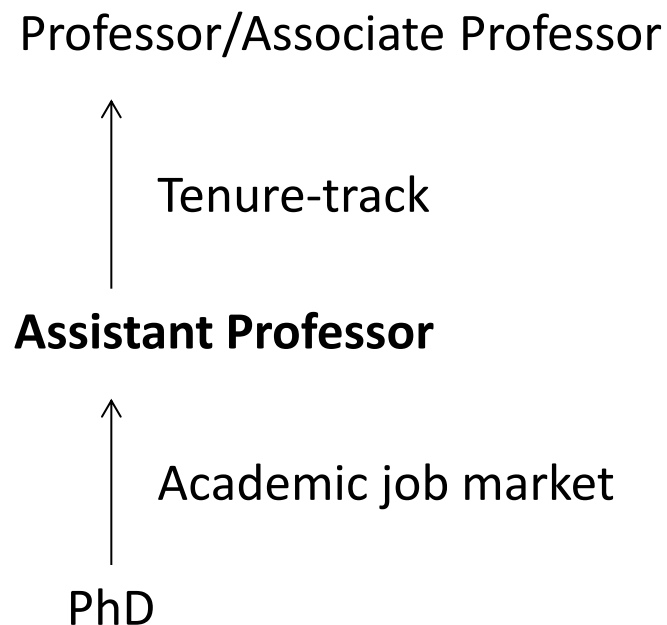 Professor/Associate Professor
Tenure-track
Assistant Professor
Academic job market
PhD